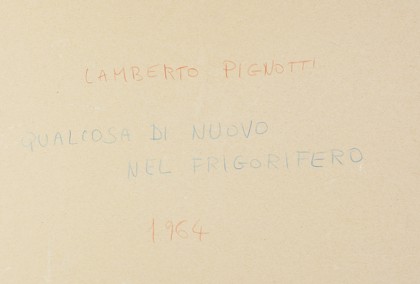 LAMBERTO PIGNOTTI
QUALCOSA DI NUOVO
NEL FRIGORIFERO
1964